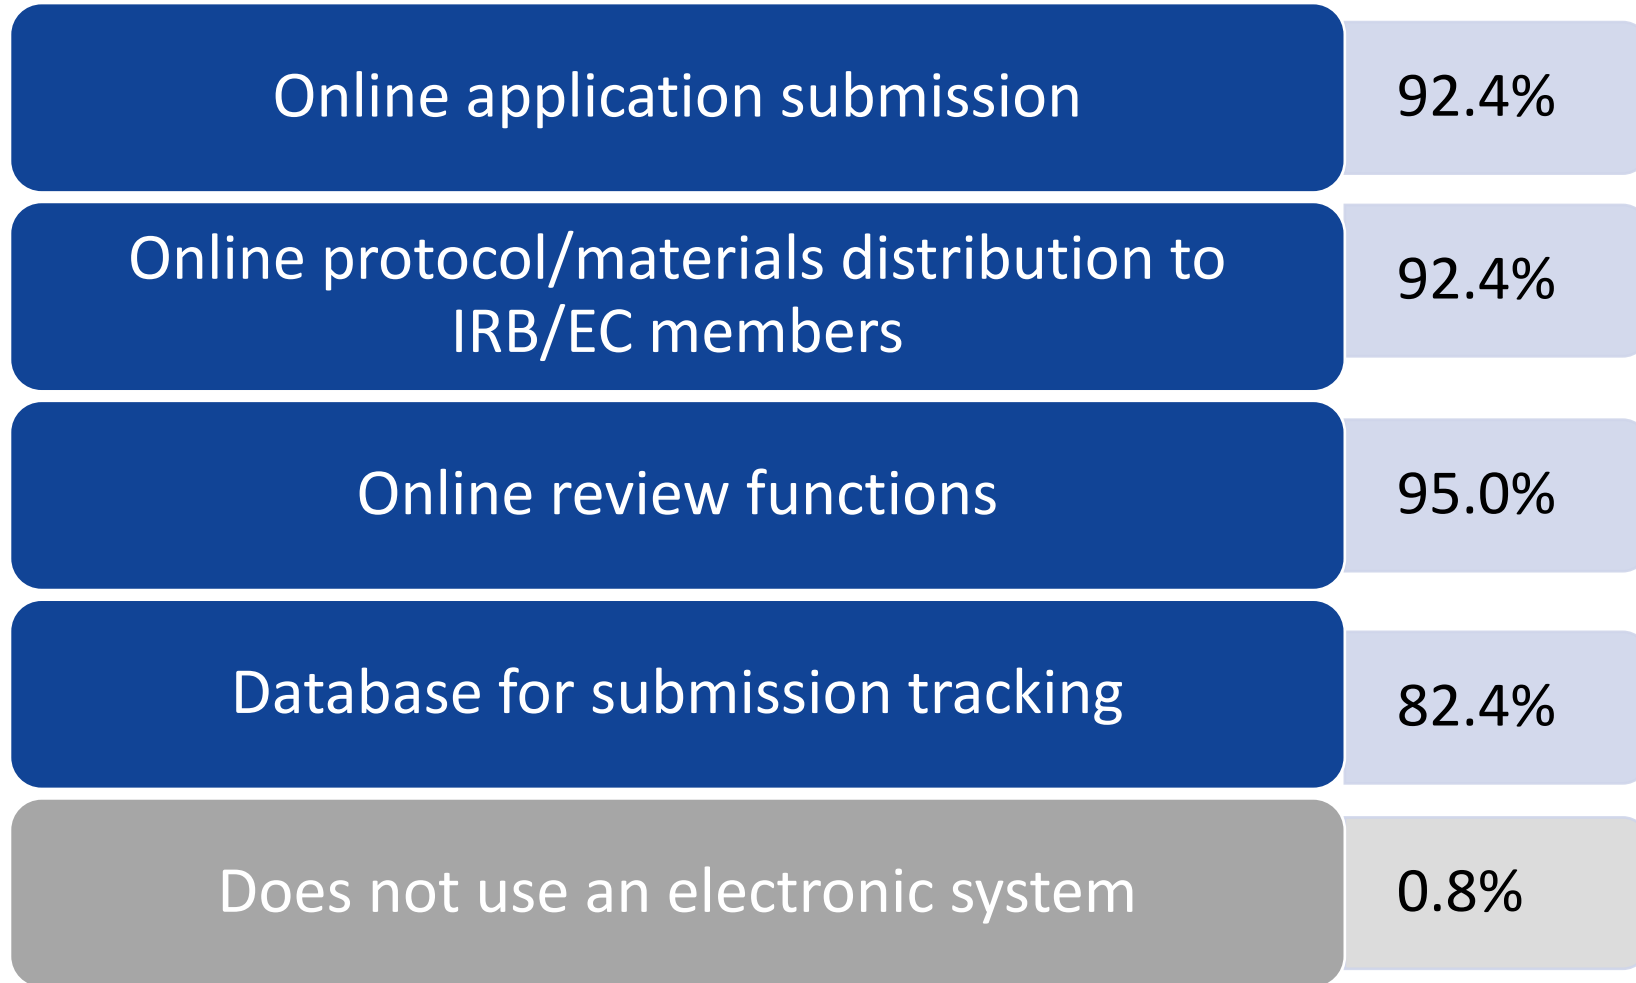 Online application submission
92.4%
Online protocol/materials distribution to
IRB/EC members
92.4%
Online review functions
95.0%
Database for submission tracking
82.4%
Does not use an electronic system
0.8%